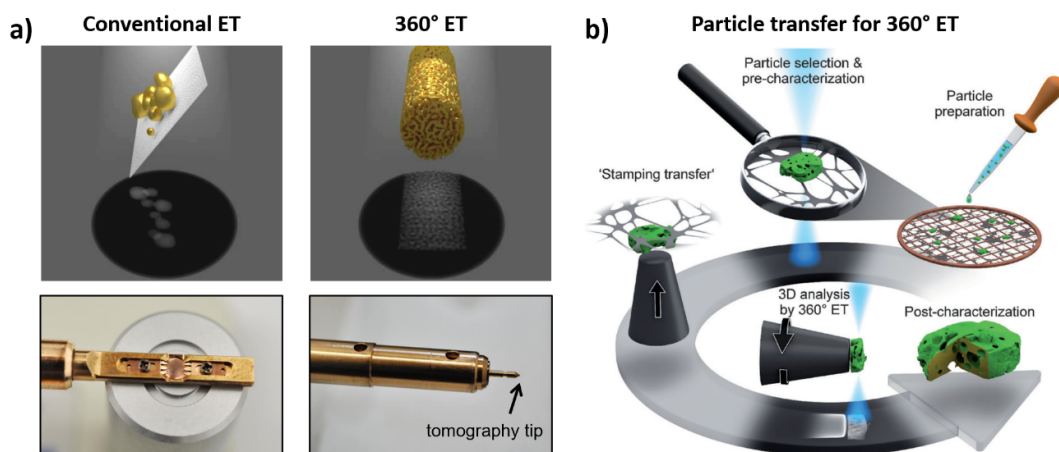 a)
Conventional ET
360° ET
tomography tip
b)
Particle transfer for 360° ET
Particle selection &
pre-characterization
Particle
preparation
'Stamping transfer'
3D analysis
by 360° ET
Post-characterization